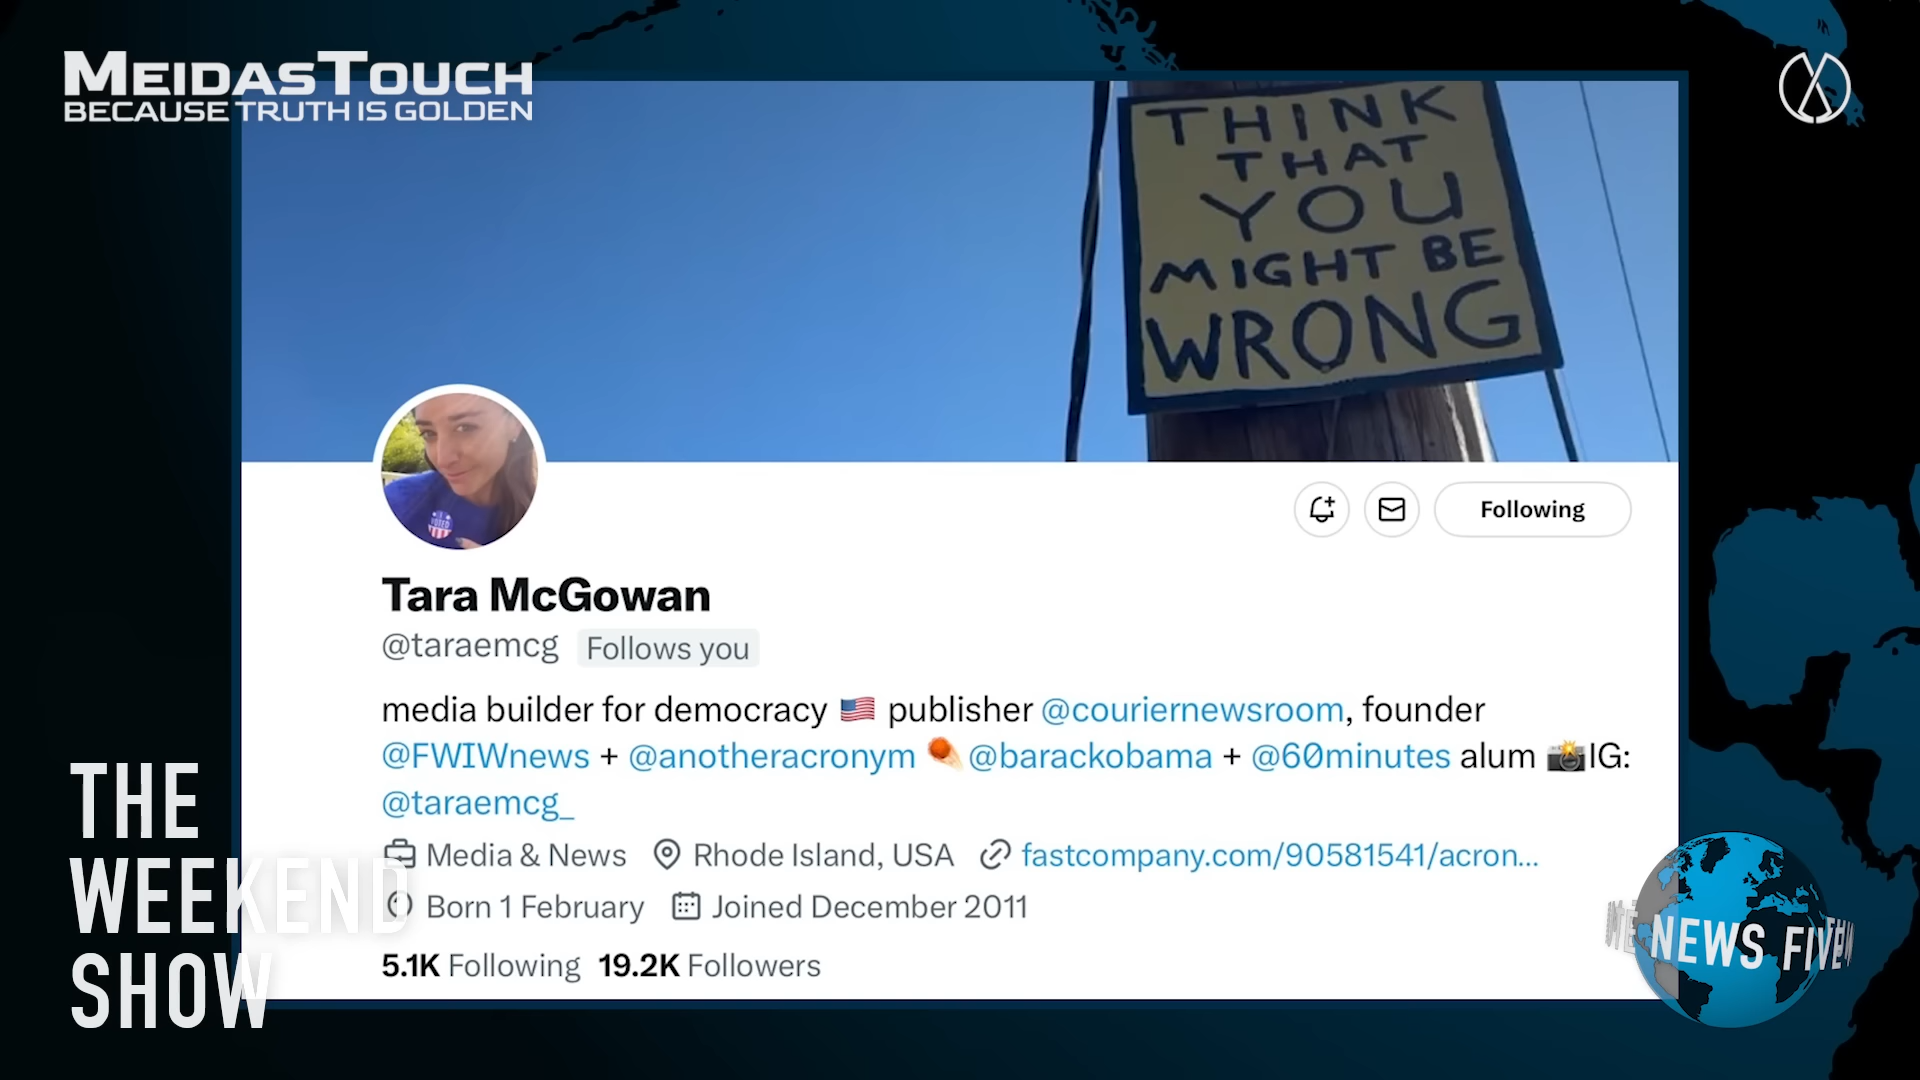 MEIDASTOUCH
BECAUSE TRUTH IS GOLDEN
THINK
THAT
YOU
MIGHT BE
WRONG
I VOTED
Following
Tara McGowan
@taraemcg Follows you
media builder for democracy 🇺🇸 publisher @couriernewsroom, founder
@FWIWnews + @anotheracronym ☄️ @barackobama + @60minutes alum 📸IG:
@taraemcg_
Media & News Rhode Island, USA fastcompany.com/90581541/acron...
Born 1 February Joined December 2011
5.1K Following 19.2K Followers
THE
WEEKEND
SHOW
NEWS FIVE